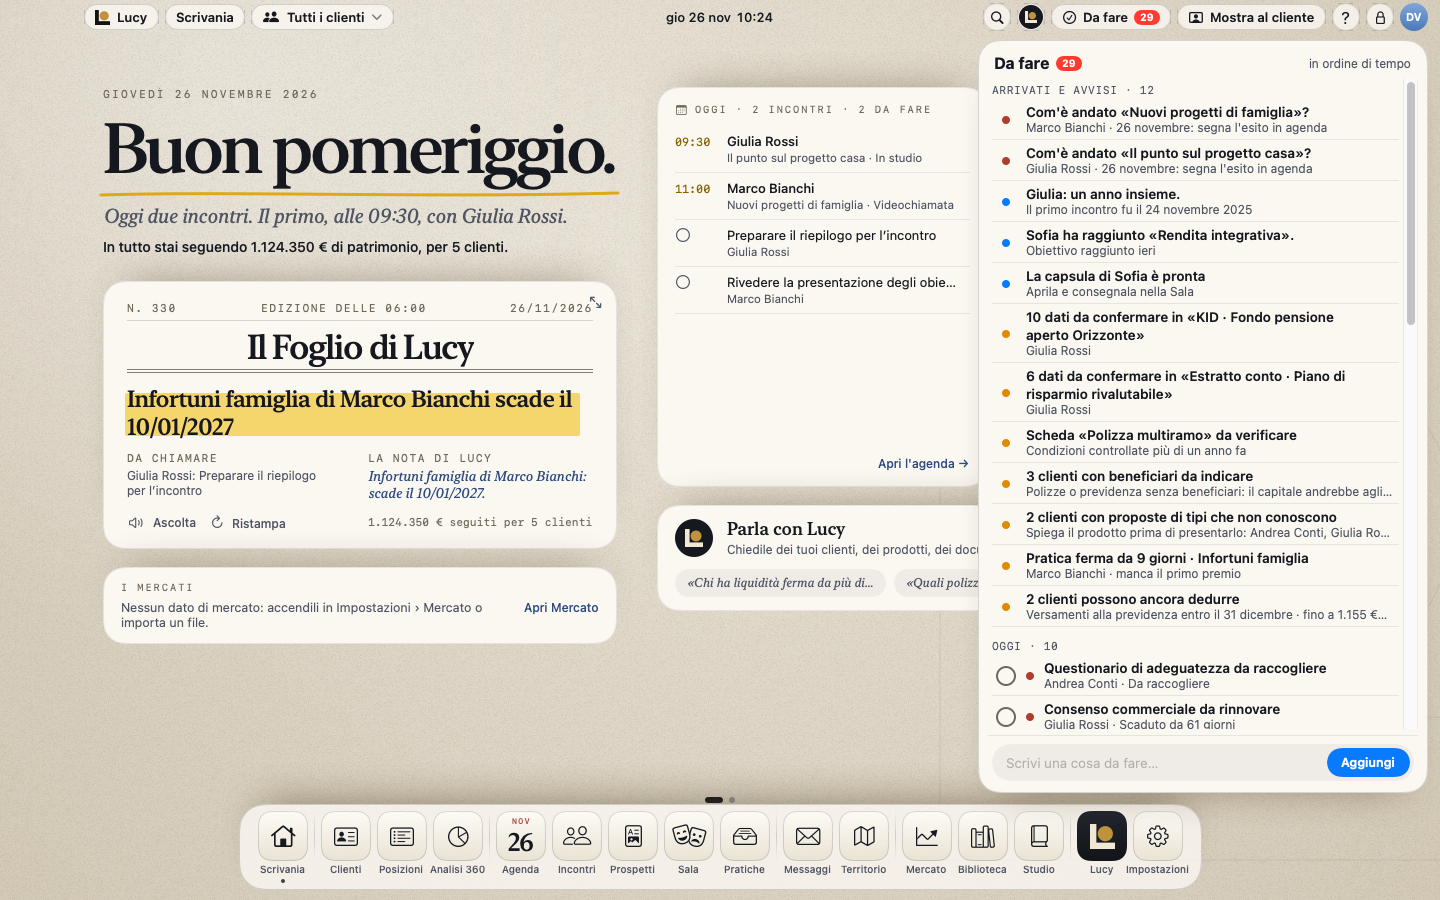 Lucy
Scrivania
Tutti i clienti
gio 26 nov 10:24
Da fare 29
Mostra al cliente
?
DV
GIOVEDÌ 26 NOVEMBRE 2026
Buon pomeriggio.
Oggi due incontri. Il primo, alle 09:30, con Giulia Rossi.
In tutto stai seguendo 1.124.350 € di patrimonio, per 5 clienti.
N. 330
EDIZIONE DELLE 06:00
26/11/2026
Il Foglio di Lucy
Infortuni famiglia di Marco Bianchi scade il
10/01/2027
DA CHIAMARE
Giulia Rossi: Preparare il riepilogo
per l’incontro
LA NOTA DI LUCY
Infortuni famiglia di Marco Bianchi:
scade il 10/01/2027.
Ascolta
Ristampa
1.124.350 € seguiti per 5 clienti
I MERCATI
Nessun dato di mercato: accendili in Impostazioni › Mercato o
importa un file.
Apri Mercato
OGGI · 2 INCONTRI · 2 DA FARE
09:30 Giulia Rossi
Il punto sul progetto casa · In studio
11:00 Marco Bianchi
Nuovi progetti di famiglia · Videochiamata
Preparare il riepilogo per l’incontro
Giulia Rossi
Rivedere la presentazione degli obie...
Marco Bianchi
Apri l'agenda →
Parla con Lucy
Chiedile dei tuoi clienti, dei prodotti, dei docu
«Chi ha liquidità ferma da più di...
«Quali polizz
Da fare 29
in ordine di tempo
ARRIVATI E AVVISI · 12
Com'è andato «Nuovi progetti di famiglia»?
Marco Bianchi · 26 novembre: segna l'esito in agenda
Com'è andato «Il punto sul progetto casa»?
Giulia Rossi · 26 novembre: segna l'esito in agenda
Giulia: un anno insieme.
Il primo incontro fu il 24 novembre 2025
Sofia ha raggiunto «Rendita integrativa».
Obiettivo raggiunto ieri
La capsula di Sofia è pronta
Aprila e consegnala nella Sala
10 dati da confermare in «KID · Fondo pensione
aperto Orizzonte»
Giulia Rossi
6 dati da confermare in «Estratto conto · Piano di
risparmio rivalutabile»
Giulia Rossi
Scheda «Polizza multiramo» da verificare
Condizioni controllate più di un anno fa
3 clienti con beneficiari da indicare
Polizze o previdenza senza beneficiari: il capitale andrebbe agli...
2 clienti con proposte di tipi che non conoscono
Spiega il prodotto prima di presentarlo: Andrea Conti, Giulia Ro...
Pratica ferma da 9 giorni · Infortuni famiglia
Marco Bianchi · manca il primo premio
2 clienti possono ancora dedurre
Versamenti alla previdenza entro il 31 dicembre · fino a 1.155 €...
OGGI · 10
Questionario di adeguatezza da raccogliere
Andrea Conti · Da raccogliere
Consenso commerciale da rinnovare
Giulia Rossi · Scaduto da 61 giorni
Scrivi una cosa da fare...
Aggiungi
NOV
26
Scrivania
Clienti
Posizioni
Analisi 360
Agenda
Incontri
Prospetti
Sala
Pratiche
Messaggi
Territorio
Mercato
Biblioteca
Studio
Lucy
Impostazioni